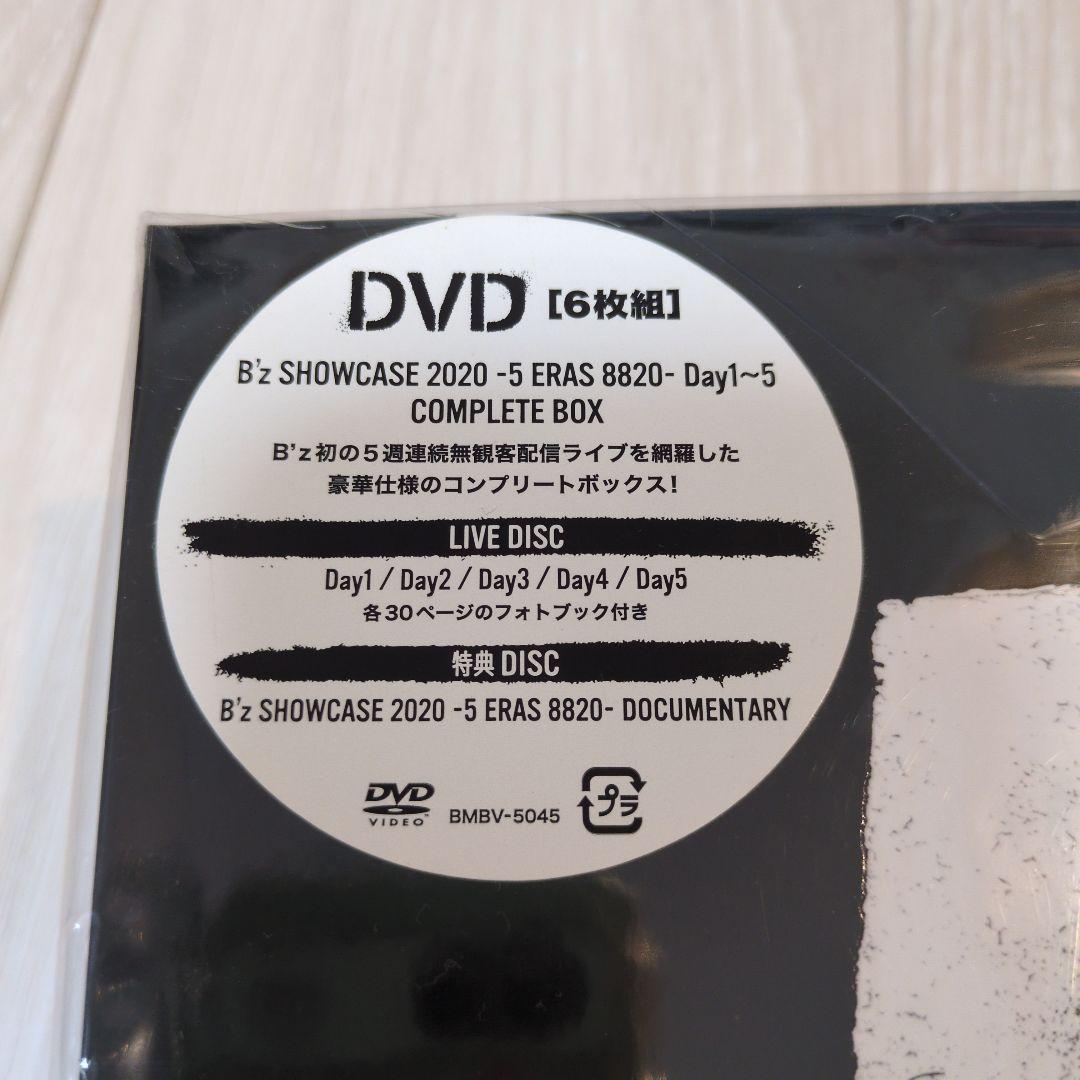 DVD [6枚組]
B'z SHOWCASE 2020 -5 ERAS 8820- Day1~5
COMPLETE BOX
B'z初の5週連続無観客配信ライブを網羅した
豪華仕様のコンプリートボックス!
LIVE DISC
Day1 / Day2 / Day3 / Day4 / Day5
各30ページのフォトブック付き
特典 DISC
B'z SHOWCASE 2020 -5 ERAS 8820- DOCUMENTARY
DVD VIDEO BMBV-5045 プラ